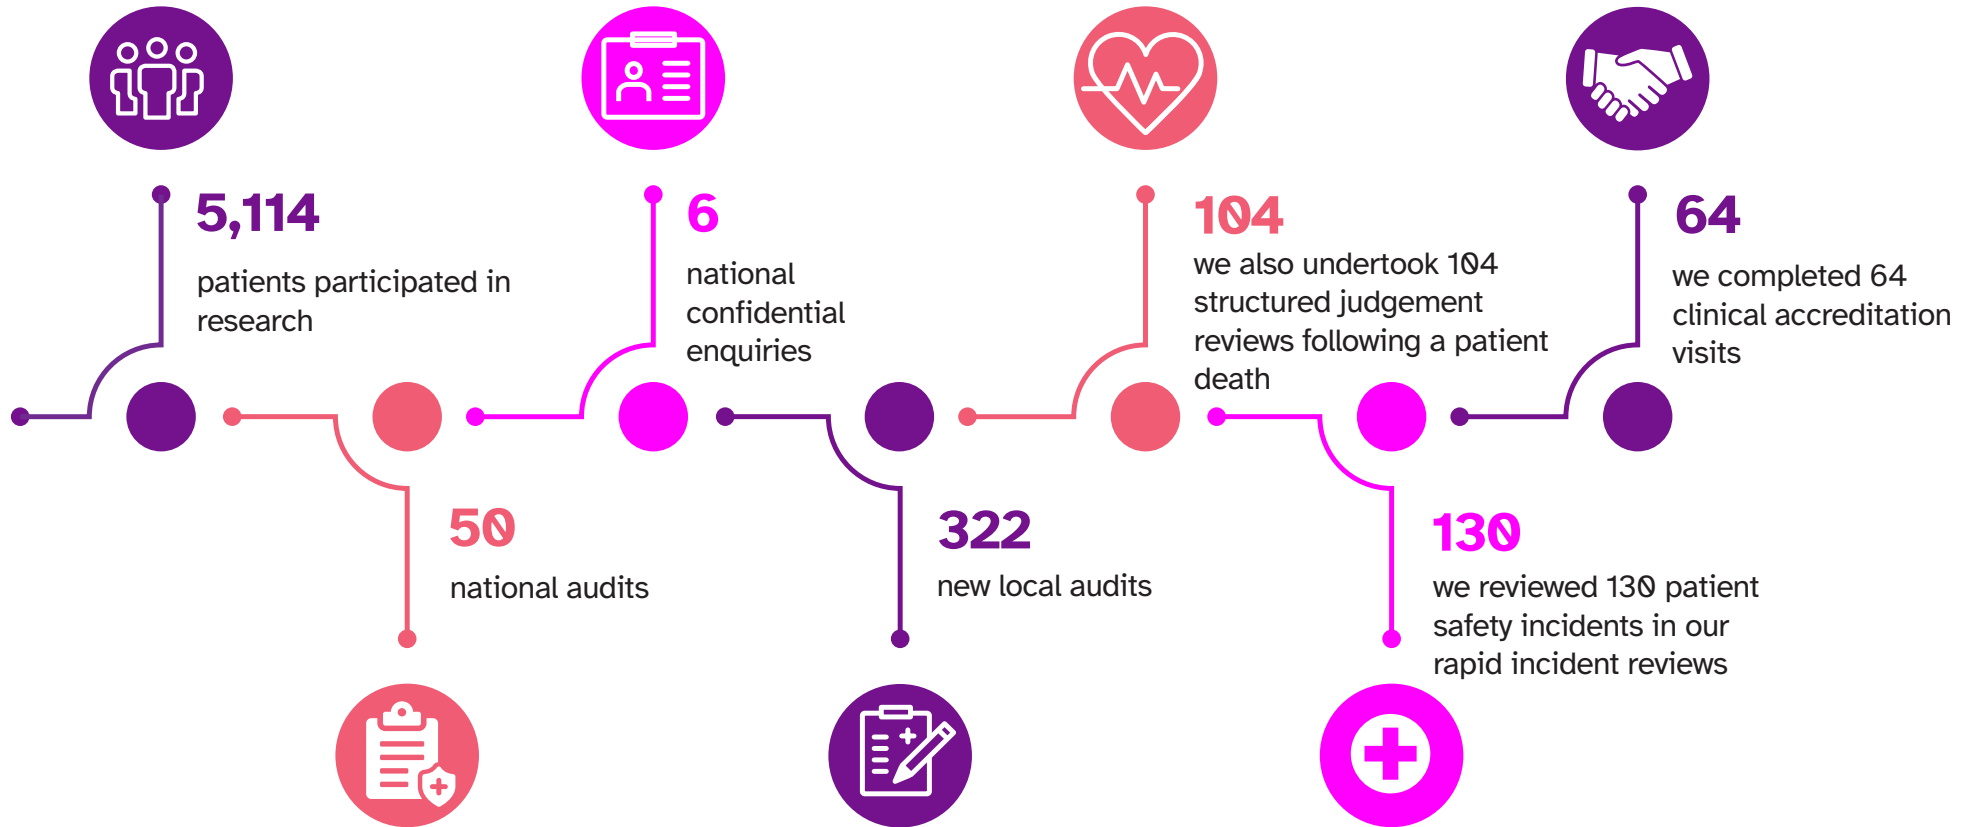 5,114
patients participated in
research
50
national audits
6
national
confidential
enquiries
322
new local audits
104
we also undertook 104
structured judgement
reviews following a patient
death
130
we reviewed 130 patient
safety incidents in our
rapid incident reviews
64
we completed 64
clinical accreditation
visits